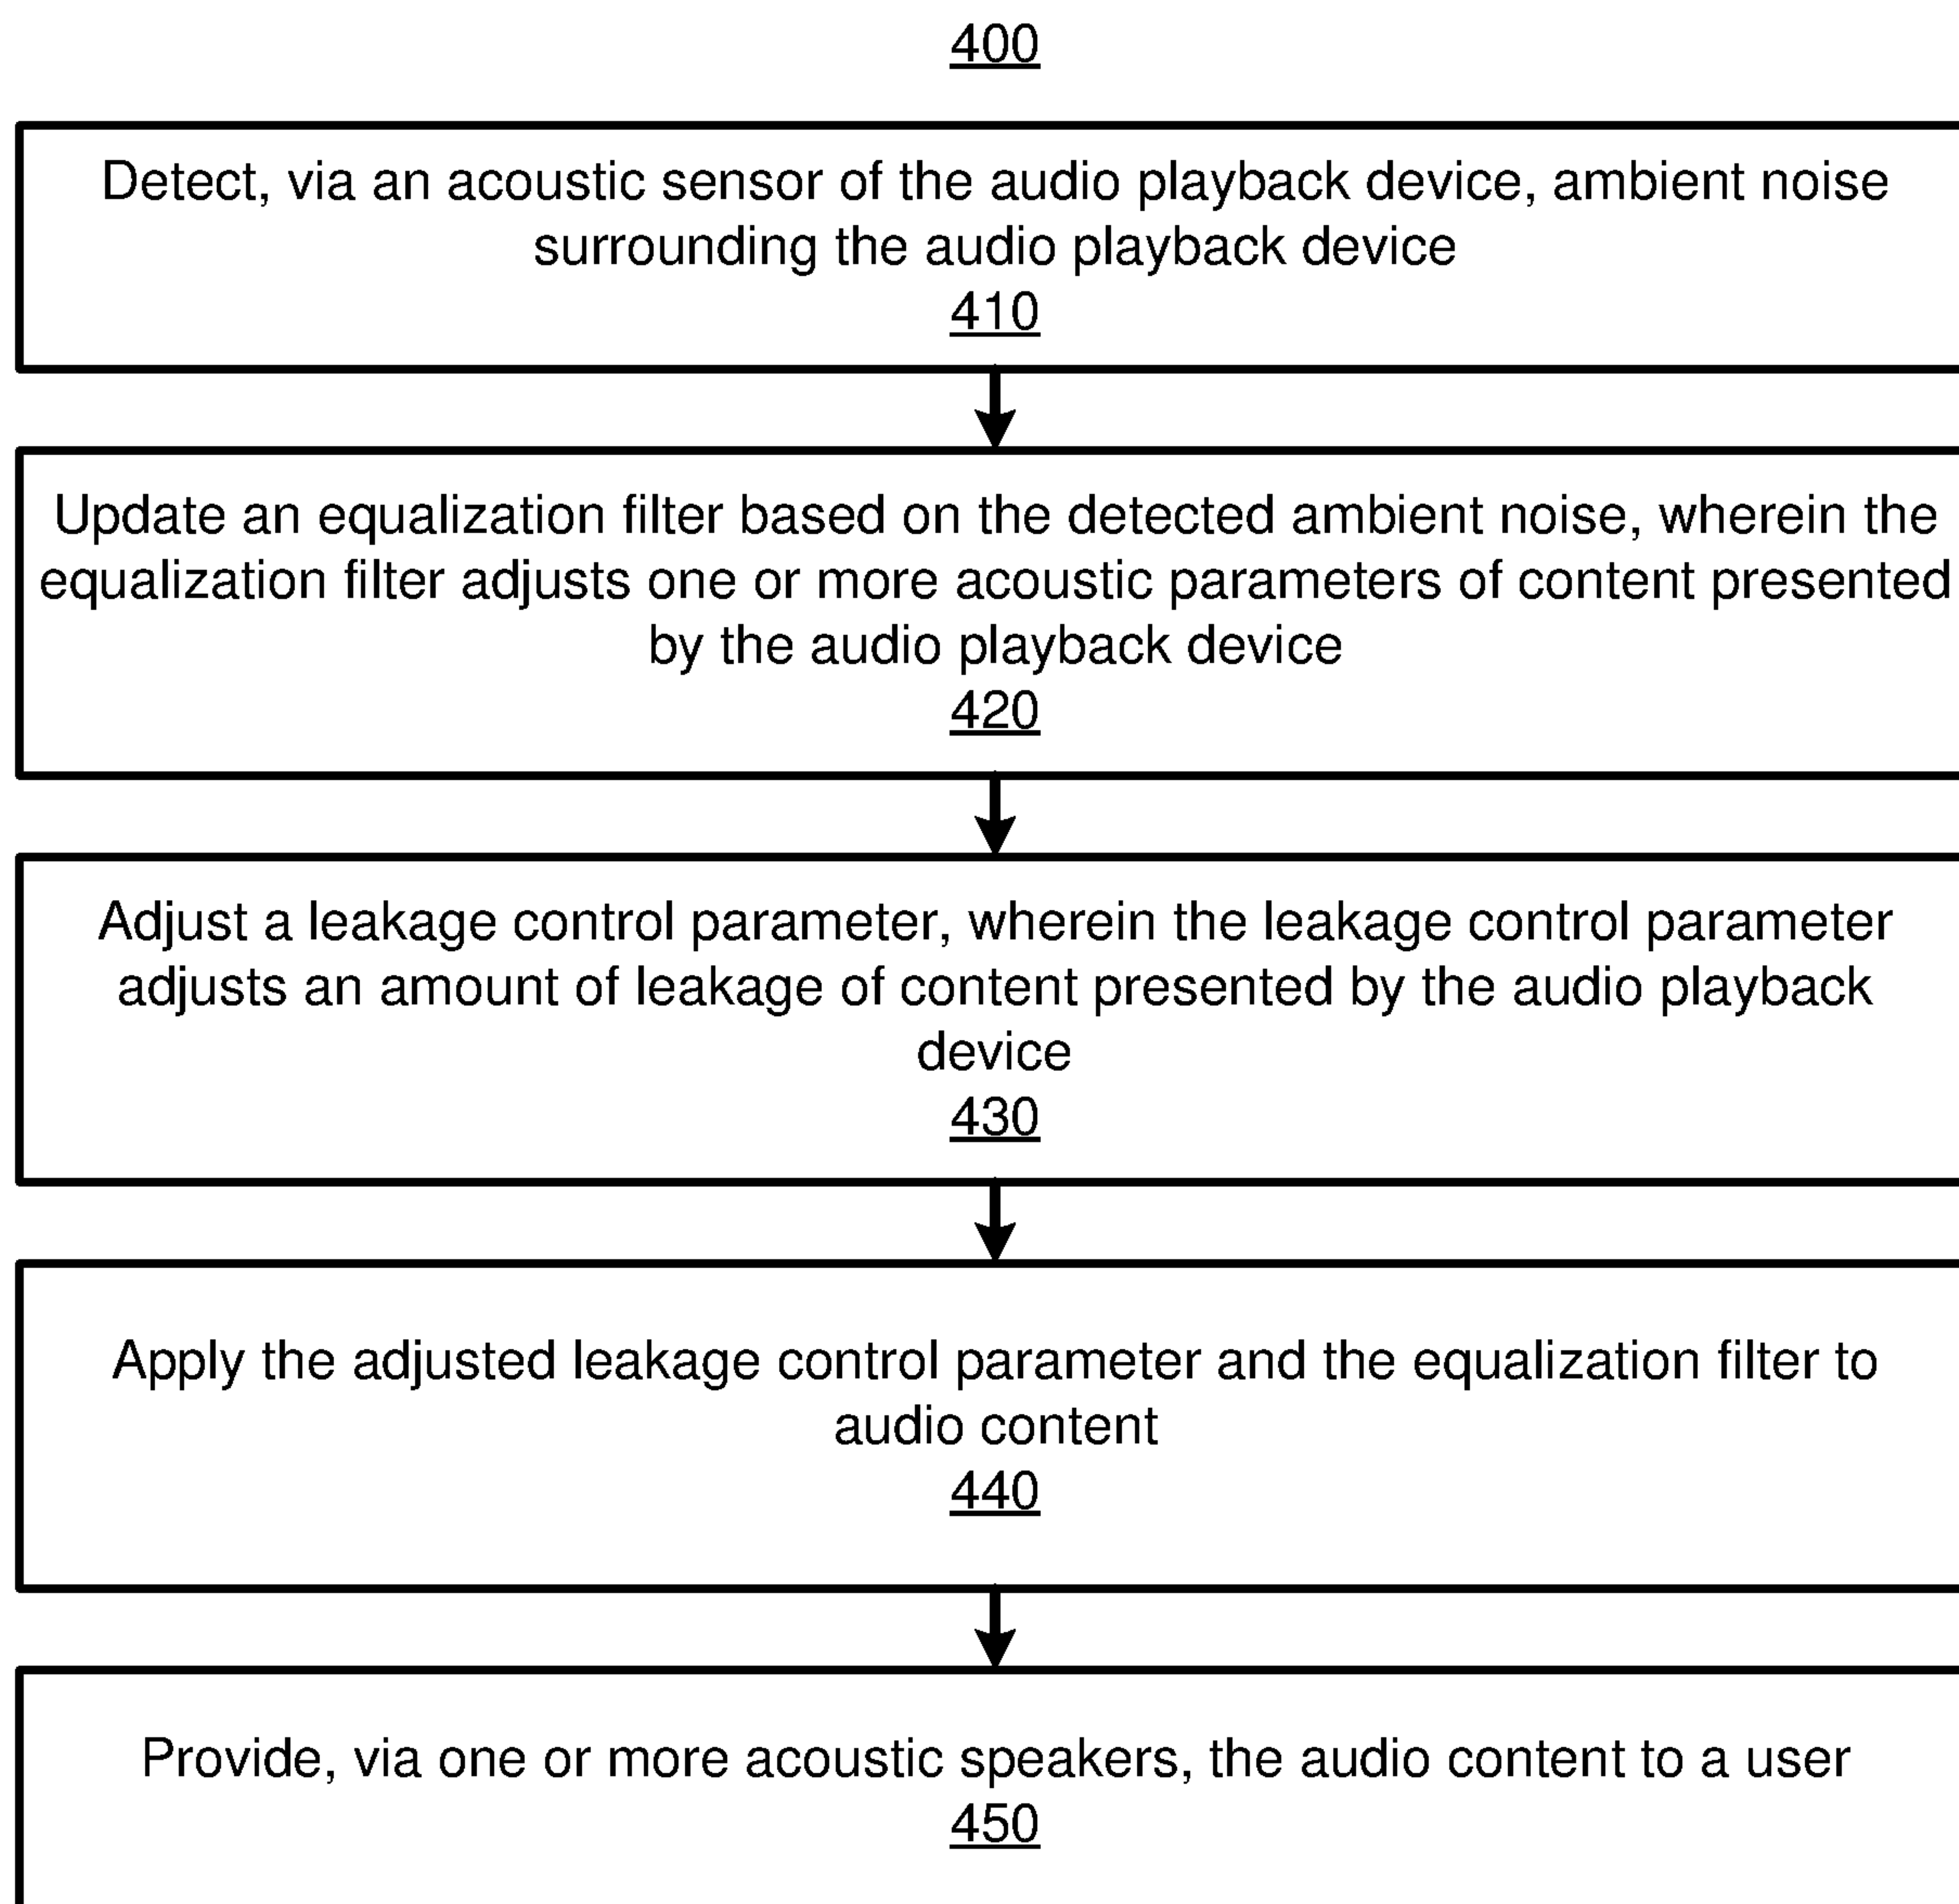 400
Detect, via an acoustic sensor of the audio playback device, ambient noise
surrounding the audio playback device
410
Update an equalization filter based on the detected ambient noise, wherein the
equalization filter adjusts one or more acoustic parameters of content presented
by the audio playback device
420
Adjust a leakage control parameter, wherein the leakage control parameter
adjusts an amount of leakage of content presented by the audio playback
device
430
Apply the adjusted leakage control parameter and the equalization filter to
audio content
440
Provide, via one or more acoustic speakers, the audio content to a user
450